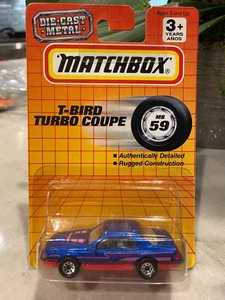 DIE-CAST
METAL
Ages 3 and Up
3+
YEARS
AÑOS
MATCHBOX
T-BIRD
TURBO COUPE
MB
59
• Authentically Detailed
• Rugged Construction